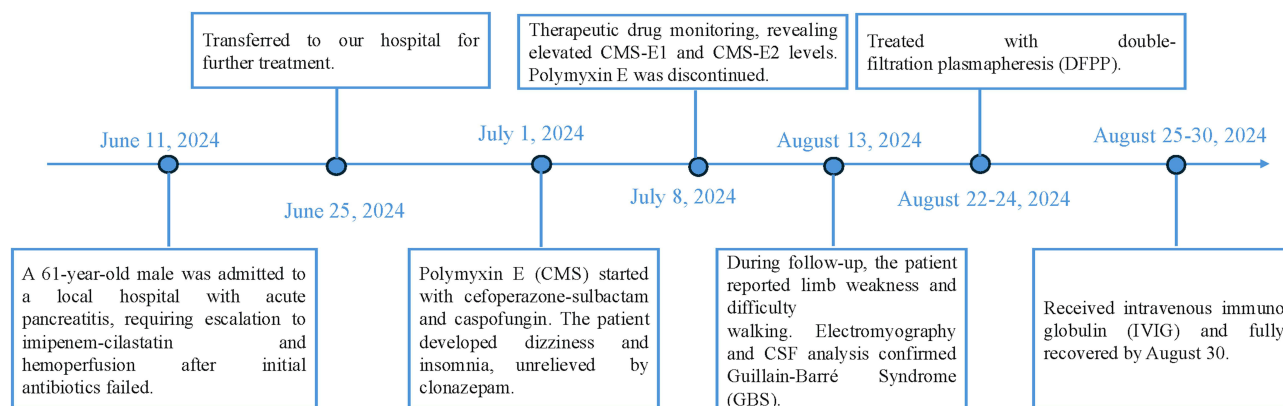 Transferred to our hospital for
further treatment.
Therapeutic drug monitoring, revealing
elevated CMS-E1 and CMS-E2 levels.
Polymyxin E was discontinued.
Treated with double-
filtration plasmapheresis (DFPP).
June 11, 2024
July 1, 2024
August 13, 2024
August 25-30, 2024
June 25, 2024
July 8, 2024
August 22-24, 2024
A 61-year-old male was admitted to
a local hospital with acute
pancreatitis, requiring escalation to
imipenem-cilastatin and
hemoperfusion after initial
antibiotics failed.
Polymyxin E (CMS) started
with cefoperazone-sulbactam
and caspofungin. The patient
developed dizziness and
insomnia, unrelieved by
clonazepam.
During follow-up, the patient
reported limb weakness and
difficulty
walking. Electromyography
and CSF analysis confirmed
Guillain-Barré Syndrome
(GBS).
Received intravenous immuno
globulin (IVIG) and fully
recovered by August 30.